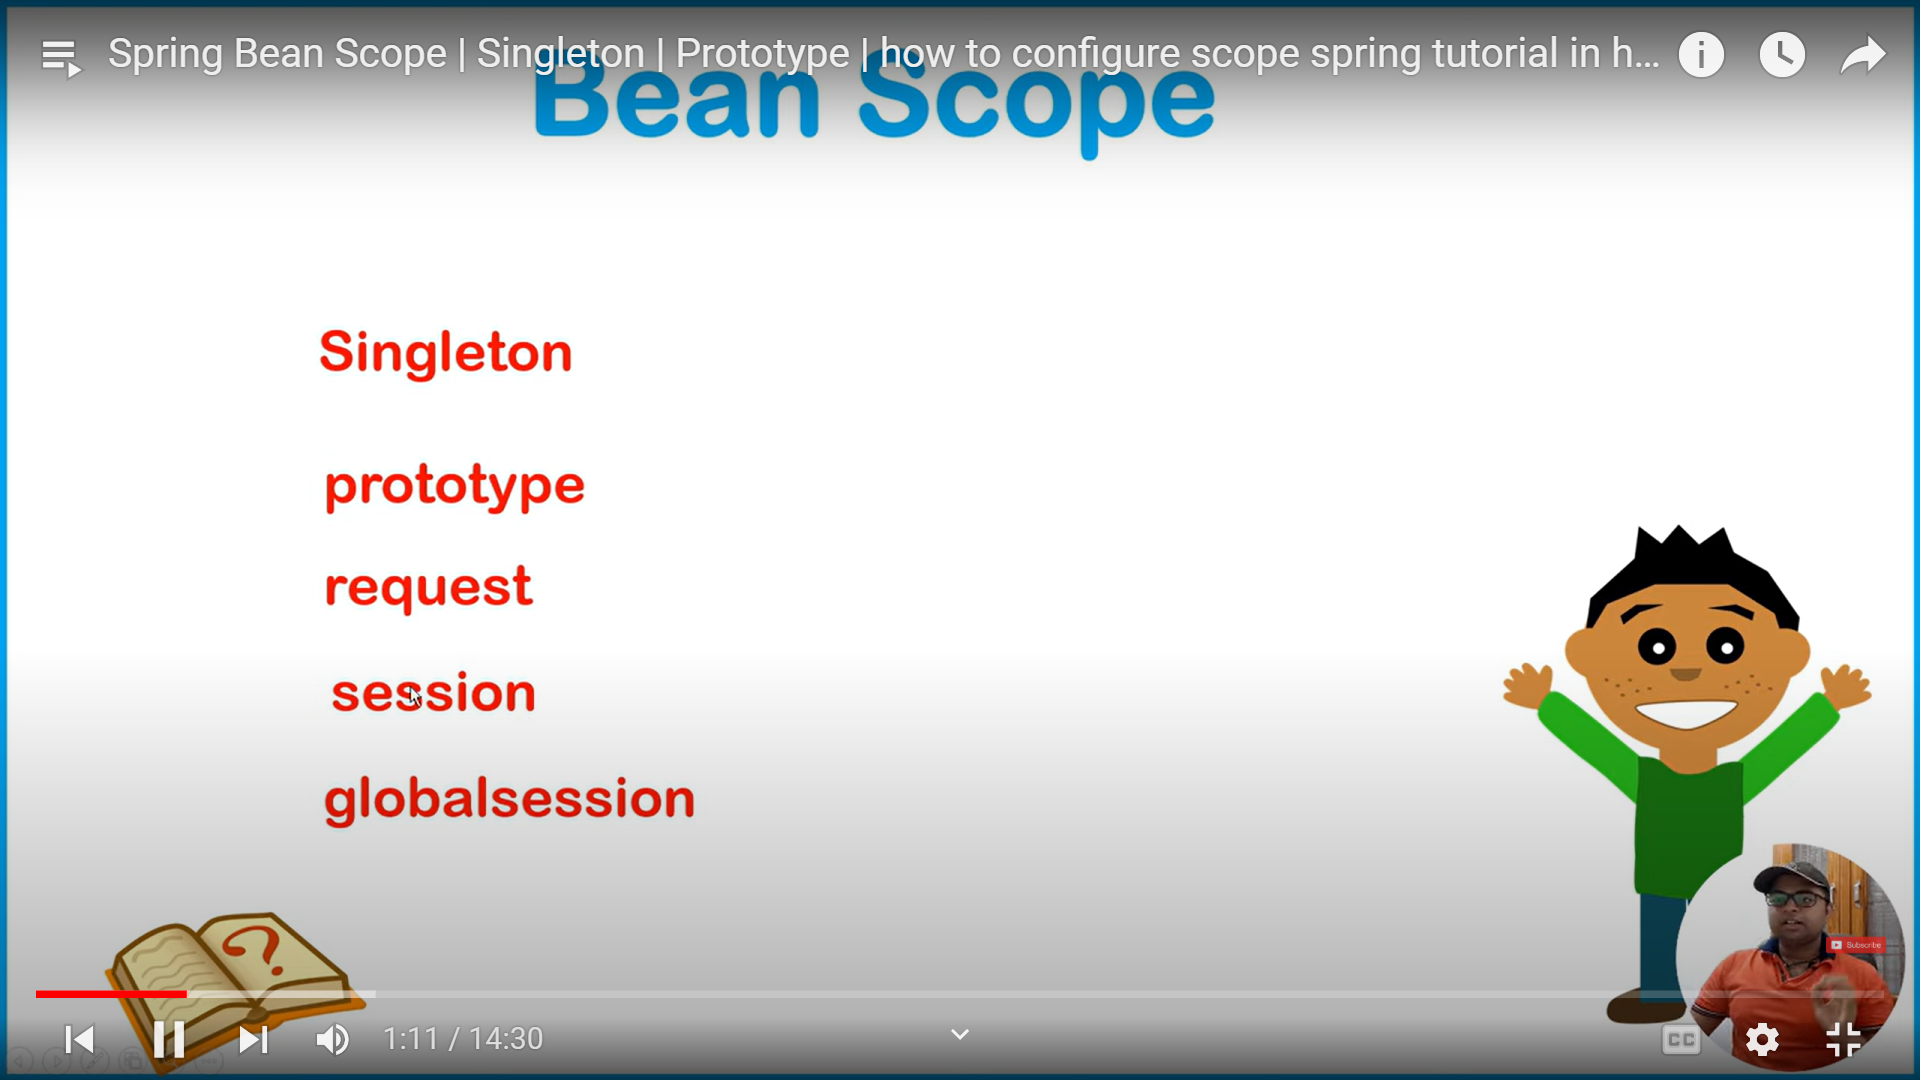 Spring Bean Scope | Singleton | Prototype | how to configure scope spring tutorial in h...
Bean Scope
Singleton
prototype
request
session
globalsession
?
Subscribe
1:11 / 14:30
CC